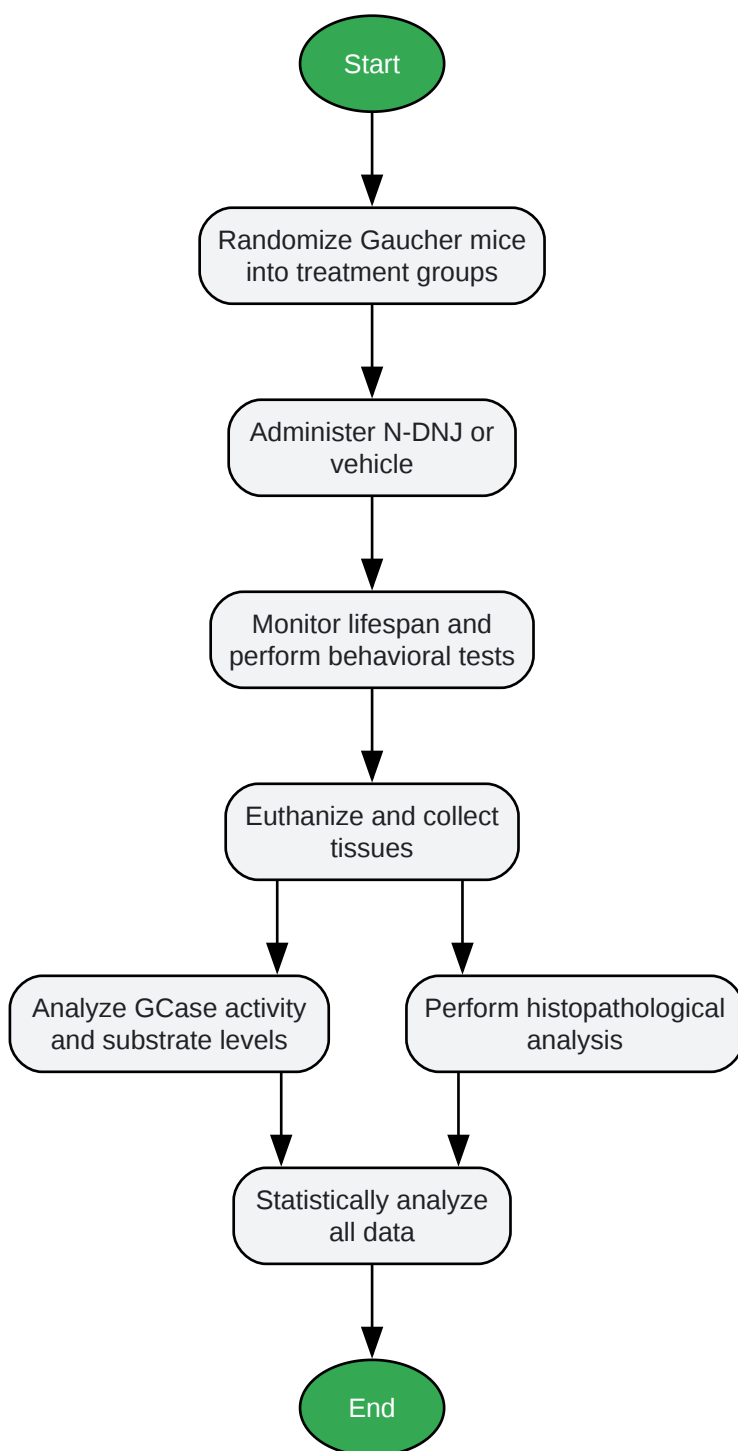 Start
Randomize Gaucher mice
into treatment groups
Administer N-DNJ or
vehicle
Monitor lifespan and
perform behavioral tests
Euthanize and collect
tissues
Analyze GCase activity
and substrate levels
Perform histopathological
analysis
Statistically analyze
all data
End